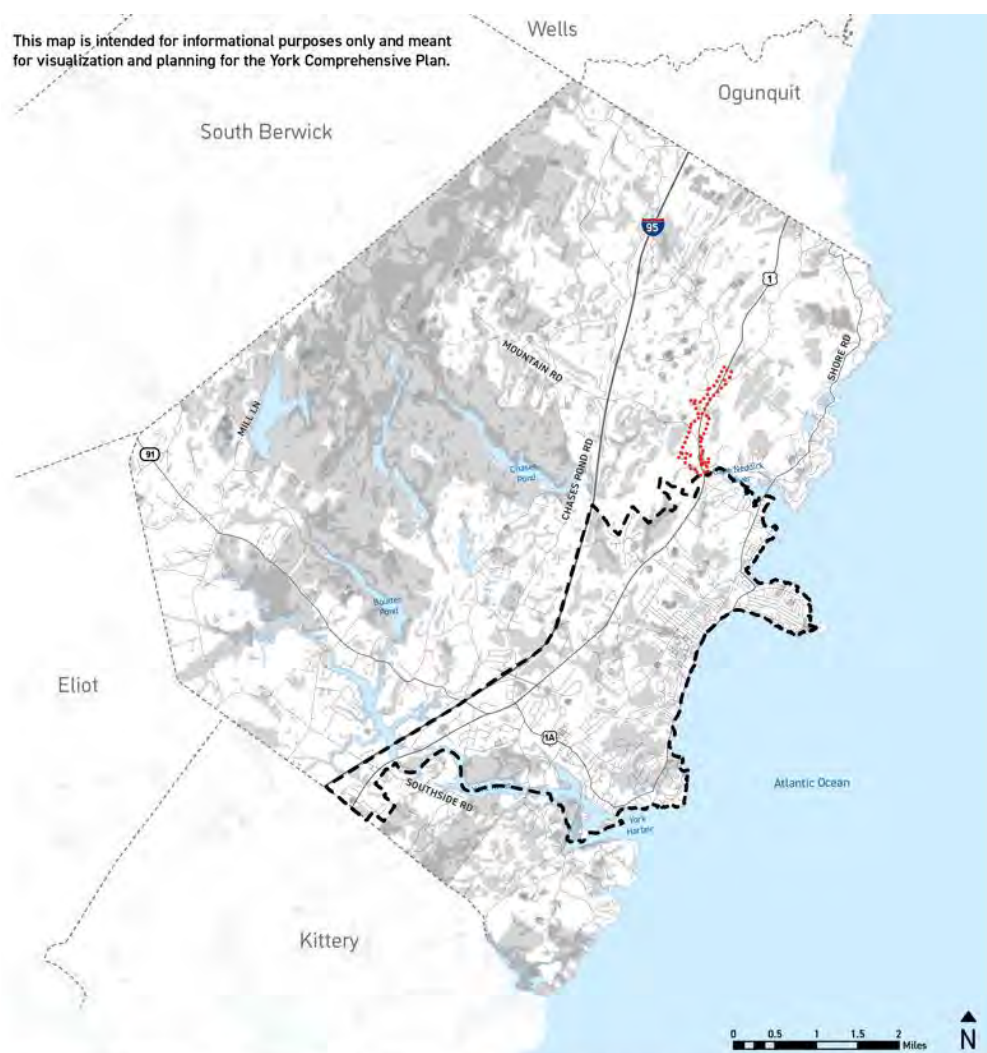 This map is intended for informational purposes only and meant
for visualization and planning for the York Comprehensive Plan.
Wells
Ogunquit
South Berwick
95
1
MOUNTAIN RD
SHORE RD
MILL LN
91
CHASES POND RD
Chases
Pond
Neddick
Boulter
Pond
Eliot
1A
SOUTHSIDE RD
Atlantic Ocean
York
Harbor
Kittery
0 0.5 1 1.5 2
Miles
N